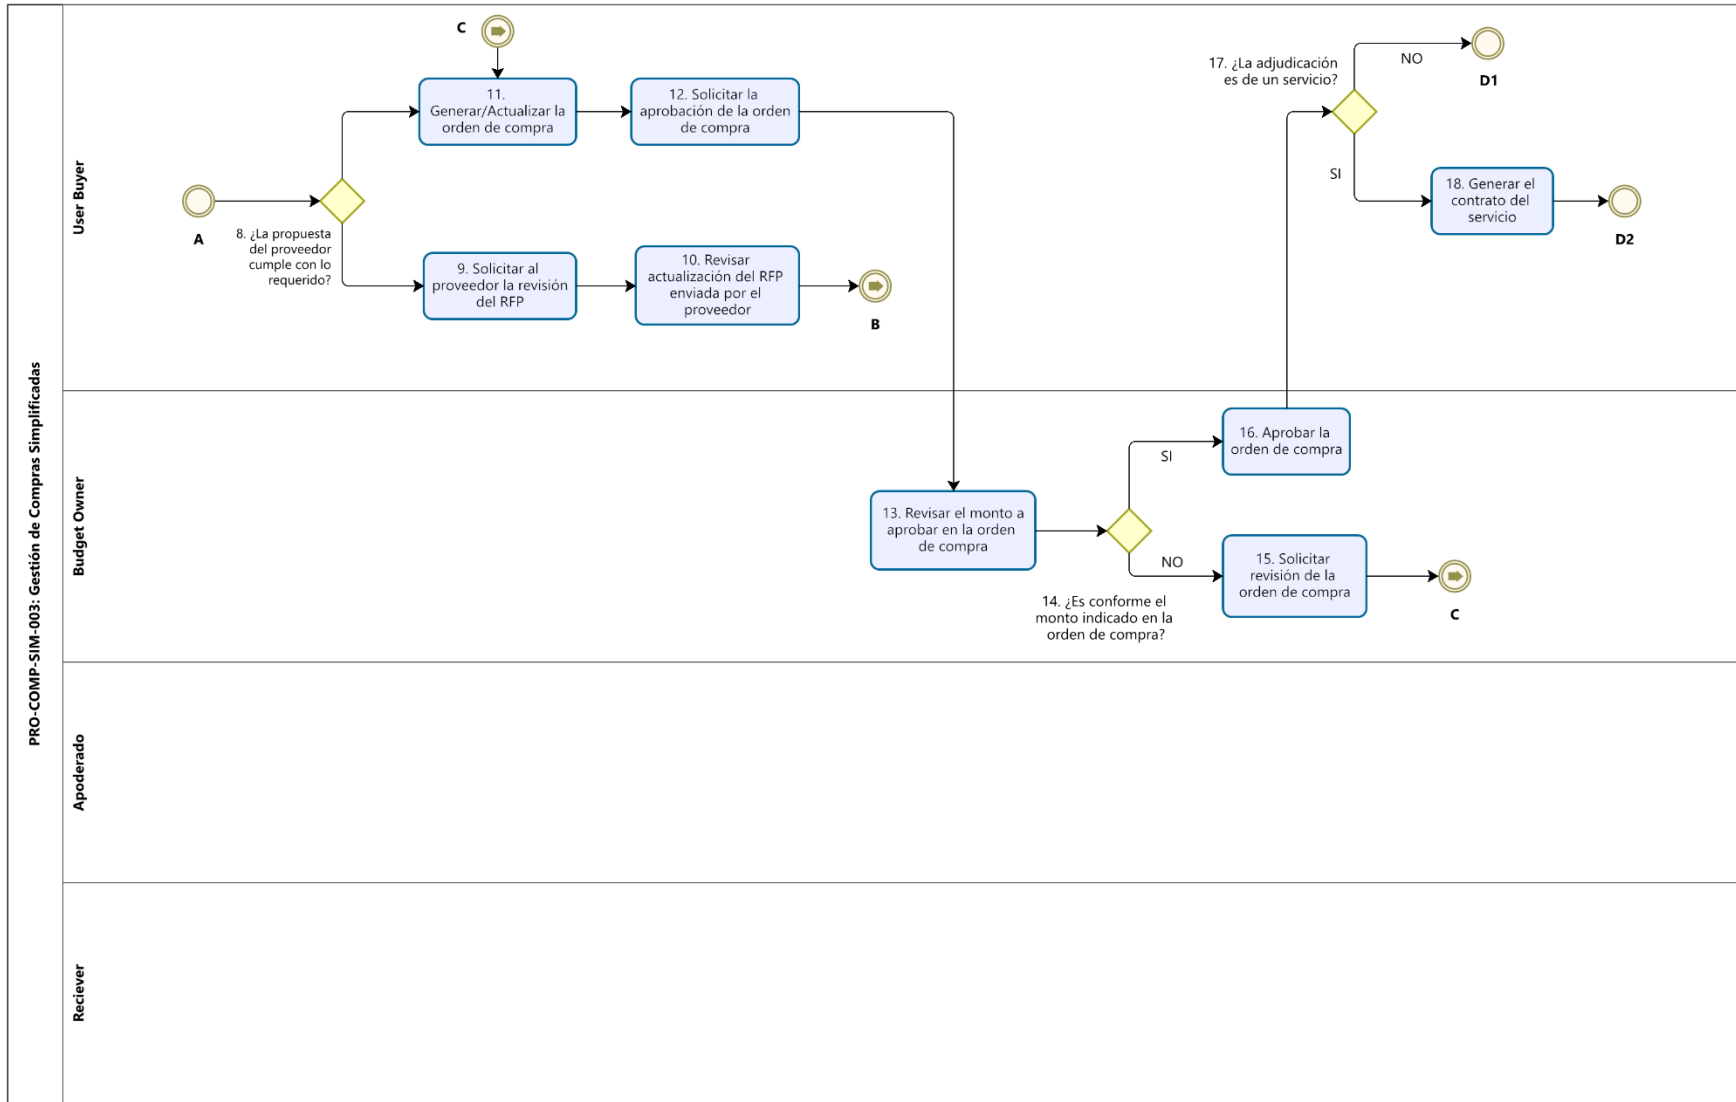 PRO-COMP-SIM-003: Gestión de Compras Simplificadas
User Buyer
C
11.
Generar/Actualizar la
orden de compra
12. Solicitar la
aprobación de la orden
de compra
17. ¿La adjudicación
es de un servicio?
NO
D1
SI
18. Generar el
contrato del
servicio
D2
A
8. ¿La propuesta
del proveedor
cumple con lo
requerido?
9. Solicitar al
proveedor la revisión
del RFP
10. Revisar
actualización del RFP
enviada por el
proveedor
B
Budget Owner
13. Revisar el monto a
aprobar en la orden
de compra
SI
16. Aprobar la
orden de compra
NO
14. ¿Es conforme el
monto indicado en la
orden de compra?
15. Solicitar
revisión de la
orden de compra
C
Apoderado
Reciever